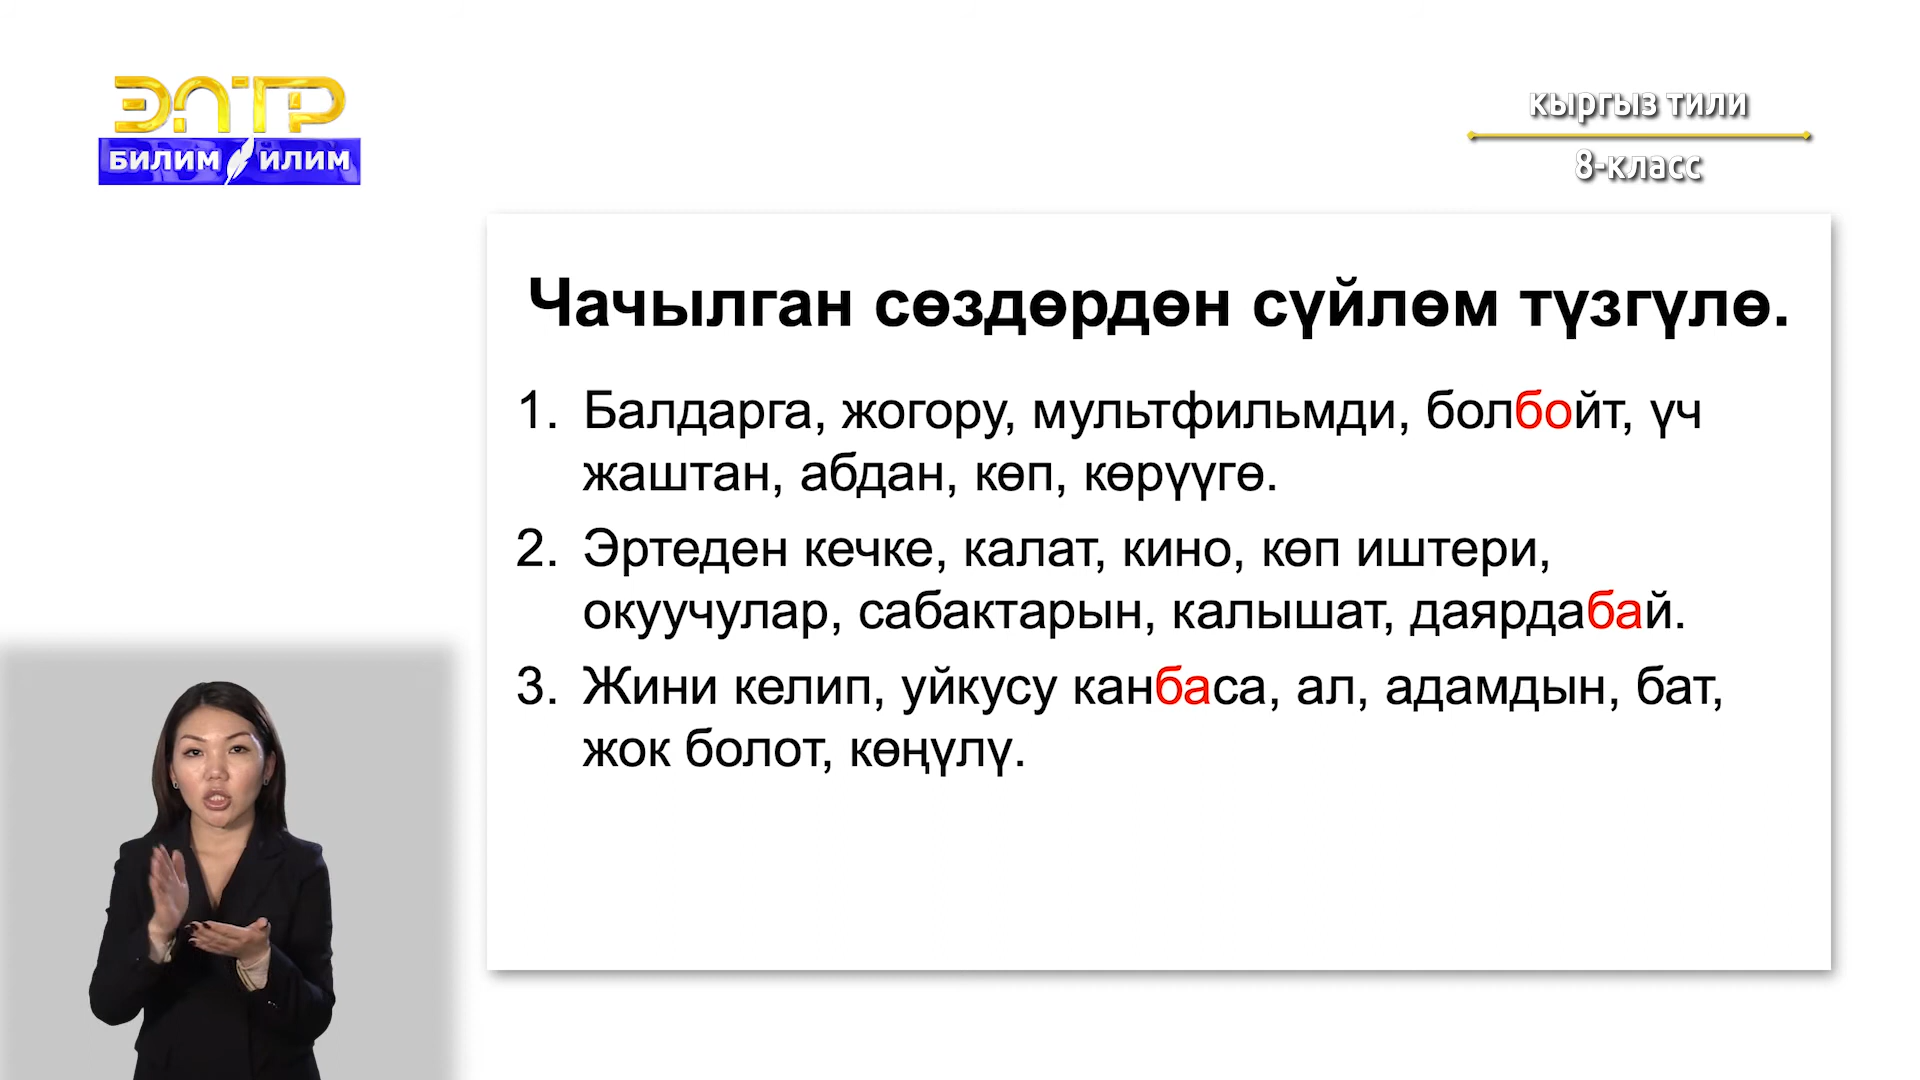 ЭЛТР
БИЛИМ ИЛИМ
кыргыз тили
8-класс
Чачылган сөздөрдөн сүйлөм түзгүлө.
1. Балдарга, жогору, мультфильмди, болбойт, үч
жаштан, абдан, көп, көрүүгө.
2. Эртеден кечке, калат, кино, көп иштери,
окуучулар, сабактарын, калышат, даярдабай.
3. Жини келип, уйкусу канбаса, ал, адамдын, бат,
жок болот, көңүлү.